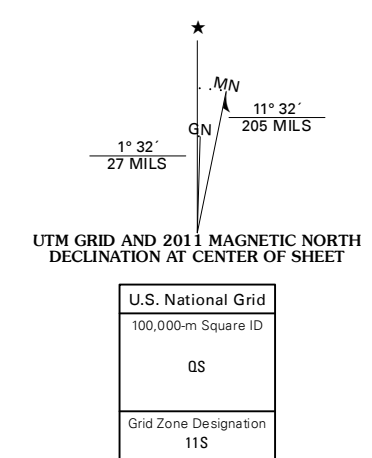 ★
MN
11° 32´
205 MILS
GN
1° 32´
27 MILS
UTM GRID AND 2011 MAGNETIC NORTH
DECLINATION AT CENTER OF SHEET
U.S. National Grid
100,000-m Square ID
QS
Grid Zone Designation
11S